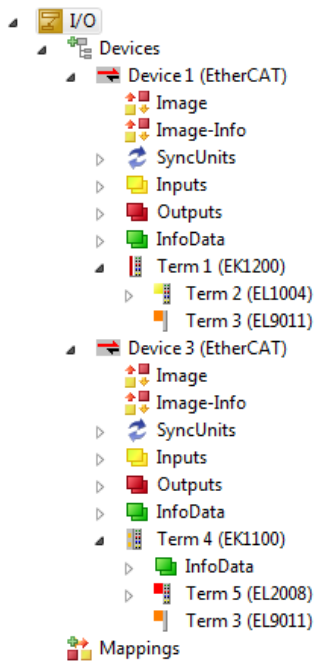 I/O
Devices
Device 1 (EtherCAT)
Image
Image-Info
SyncUnits
Inputs
Outputs
InfoData
Term 1 (EK1200)
Term 2 (EL1004)
Term 3 (EL9011)
Device 3 (EtherCAT)
Image
Image-Info
SyncUnits
Inputs
Outputs
InfoData
Term 4 (EK1100)
InfoData
Term 5 (EL2008)
Term 3 (EL9011)
Mappings